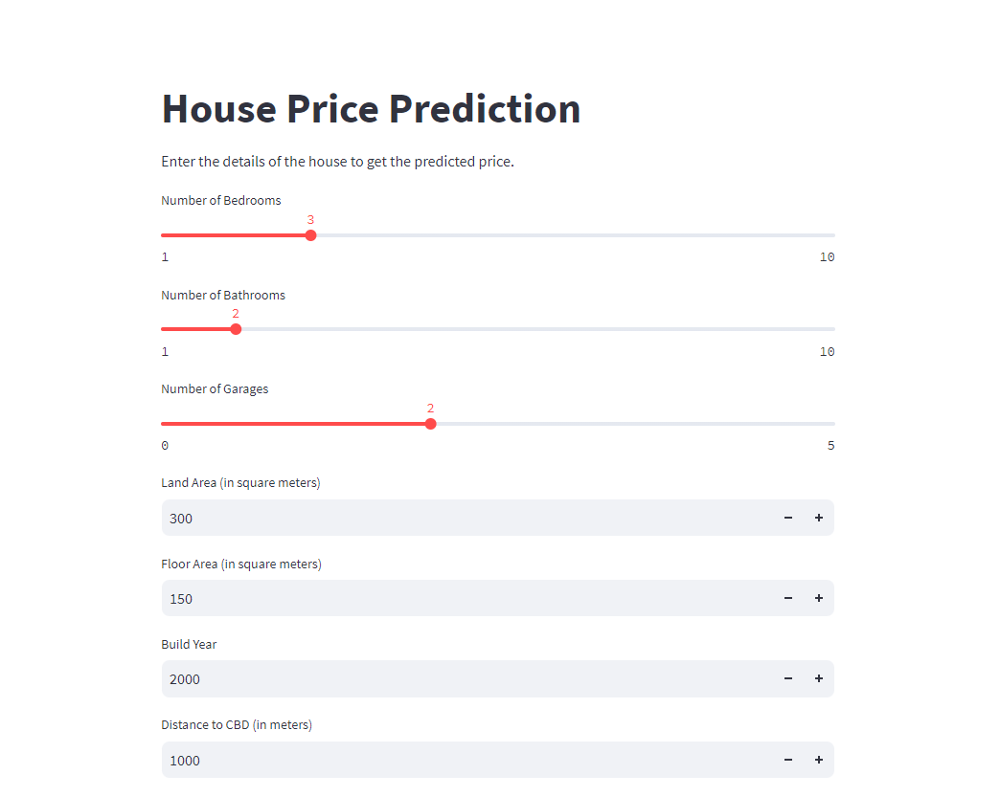 House Price Prediction
Enter the details of the house to get the predicted price.
Number of Bedrooms
3
1 10
Number of Bathrooms
2
1 10
Number of Garages
2
0 5
Land Area (in square meters)
300 − +
Floor Area (in square meters)
150 − +
Build Year
2000 − +
Distance to CBD (in meters)
1000 − +